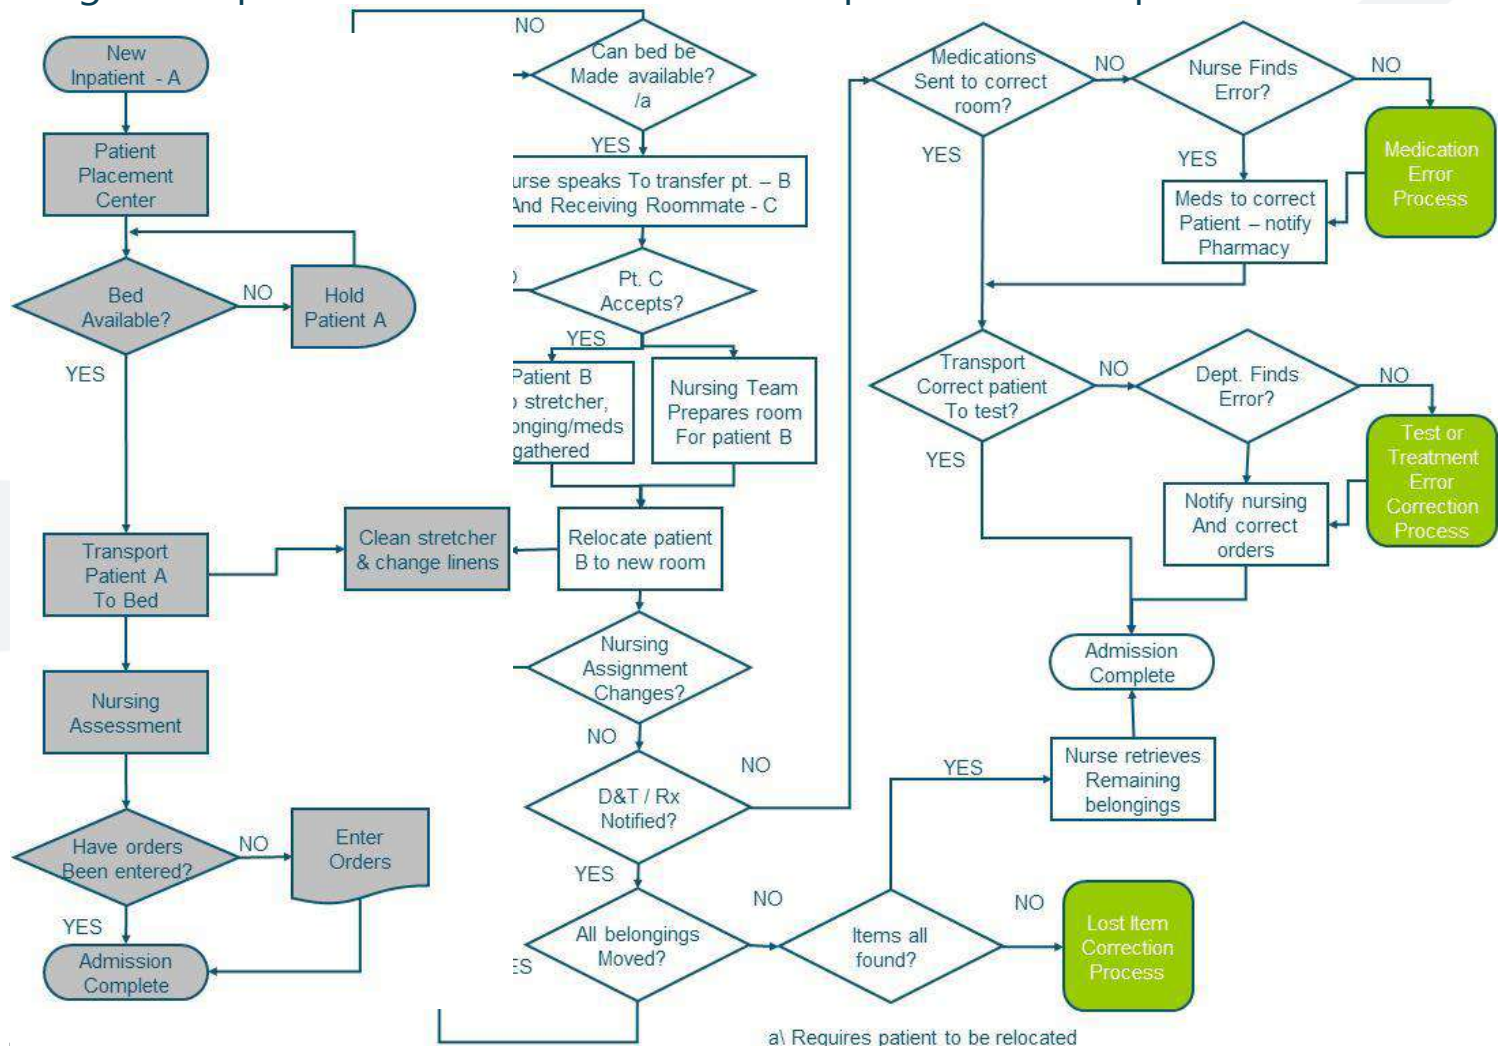 New
Inpatient - A
Patient
Placement
Center
Bed
Available?
NO
Hold
Patient A
YES
Transport
Patient A
To Bed
Clean stretcher
& change linens
Nursing
Assessment
Have orders
Been entered?
NO
Enter
Orders
YES
Admission
Complete
NO
Can bed be
Made available?
/a
YES
speaks To transfer pt. – B
And Receiving Roommate - C
Pt. C
Accepts?
YES
Patient B
stretcher,
gathered
Nursing Team
Prepares room
For patient B
Relocate patient
B to new room
Nursing
Assignment
Changes?
NO
D&T / Rx
Notified?
NO
YES
All belongings
Moved?
NO
Items all
found?
YES
NO
Nurse retrieves
Remaining
belongings
Lost Item
Correction
Process
Medications
Sent to correct
room?
NO
Nurse Finds
Error?
NO
Medication
Error
Process
YES
YES
Meds to correct
Patient – notify
Pharmacy
Transport
Correct patient
To test?
NO
Dept. Finds
Error?
NO
Test or
Treatment
Error
Correction
Process
YES
Notify nursing
And correct
orders
Admission
Complete
a\ Requires patient to be relocated